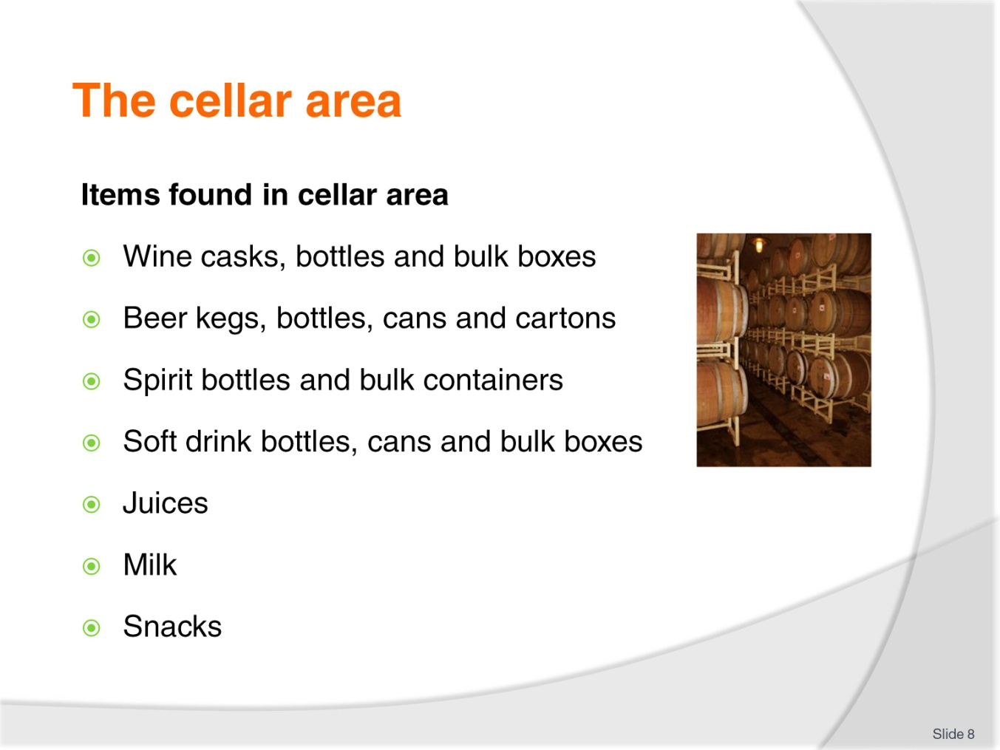 The cellar area
Items found in cellar area
Wine casks, bottles and bulk boxes
Beer kegs, bottles, cans and cartons
Spirit bottles and bulk containers
Soft drink bottles, cans and bulk boxes
Juices
Milk
Snacks
Slide 8